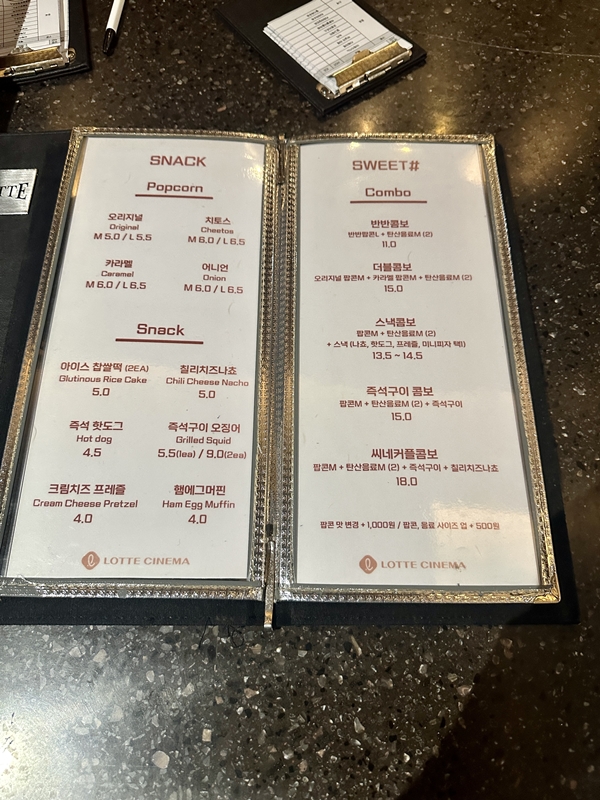 TTE
SNACK
Popcorn
오리지널
Original
M 5.0 / L 5.5
치토스
Cheetos
M 6.0 / L 6.5
카라멜
Caramel
M 6.0 / L 6.5
어니언
Onion
M 6.0 / L 6.5
Snack
아이스 찹쌀떡 (2EA)
Glutinous Rice Cake
5.0
칠리치즈나쵸
Chili Cheese Nacho
5.0
즉석 핫도그
Hot dog
4.5
즉석구이 오징어
Grilled Squid
5.5(1ea) / 9.0(2ea)
크림치즈 프레즐
Cream Cheese Pretzel
4.0
햄에그머핀
Ham Egg Muffin
4.0
LOTTE CINEMA
SWEET#
Combo
반반콤보
반반팝콘L + 탄산음료M (2)
11.0
더블콤보
오리지널 팝콘M + 카라멜 팝콘M + 탄산음료M (2)
15.0
스낵콤보
팝콘M + 탄산음료M (2)
+ 스낵 (나쵸, 핫도그, 프레즐, 미니피자 택1)
13.5 ~ 14.5
즉석구이 콤보
팝콘M + 탄산음료M (2) + 즉석구이
15.0
씨네커플콤보
팝콘M + 탄산음료M (2) + 즉석구이 + 칠리치즈나쵸
18.0
팝콘 맛 변경 + 1,000원 / 팝콘, 음료 사이즈 업 + 500원
LOTTE CINEMA